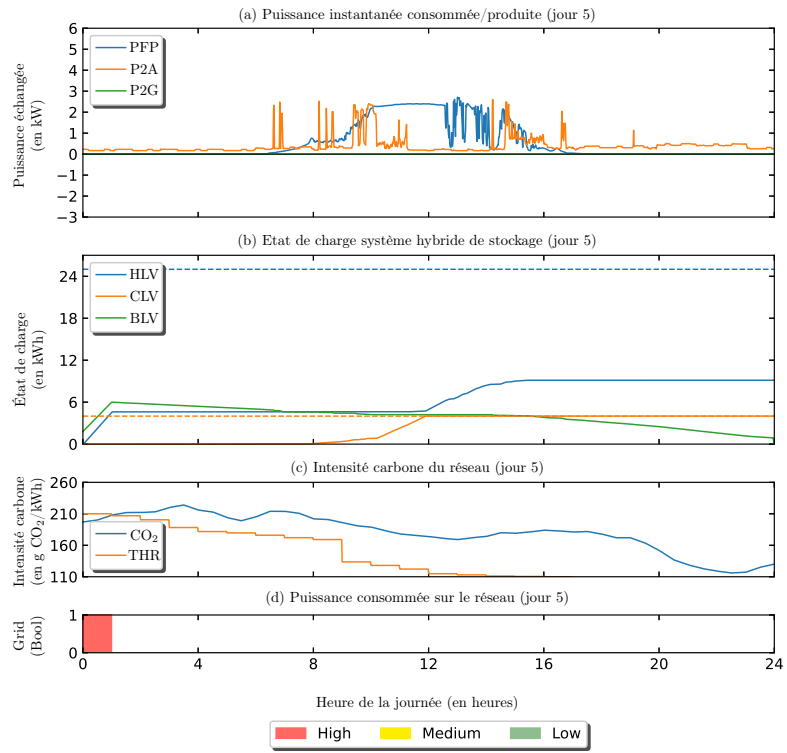 (a) Puissance instantanée consommée/produite (jour 5)
Puissance échangée
(en kW)
6
5
4
3
2
1
0
−1
−2
−3
PFP
P2A
P2G
(b) Etat de charge système hybride de stockage (jour 5)
État de charge
(en kWh)
24
18
12
6
0
HLV
CLV
BLV
(c) Intensité carbone du réseau (jour 5)
Intensité carbone
(en g CO₂/kWh)
260
210
160
110
CO₂
THR
(d) Puissance consommée sur le réseau (jour 5)
Grid
(Bool)
1
0
0 4 8 12 16 20 24
Heure de la journée (en heures)
High Medium Low